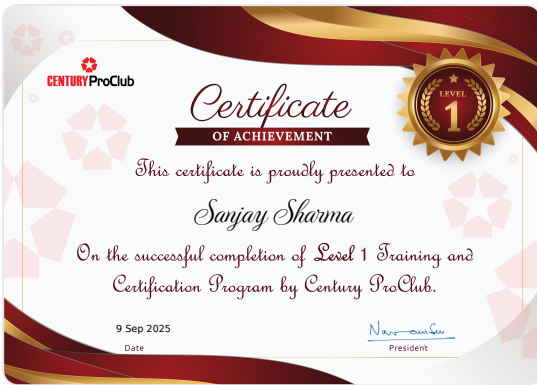 CENTURY ProClub
LEVEL
1
Certificate
OF ACHIEVEMENT
This certificate is proudly presented to
Sanjay Sharma
On the successful completion of Level 1 Training and
Certification Program by Century ProClub.
9 Sep 2025
Date
President